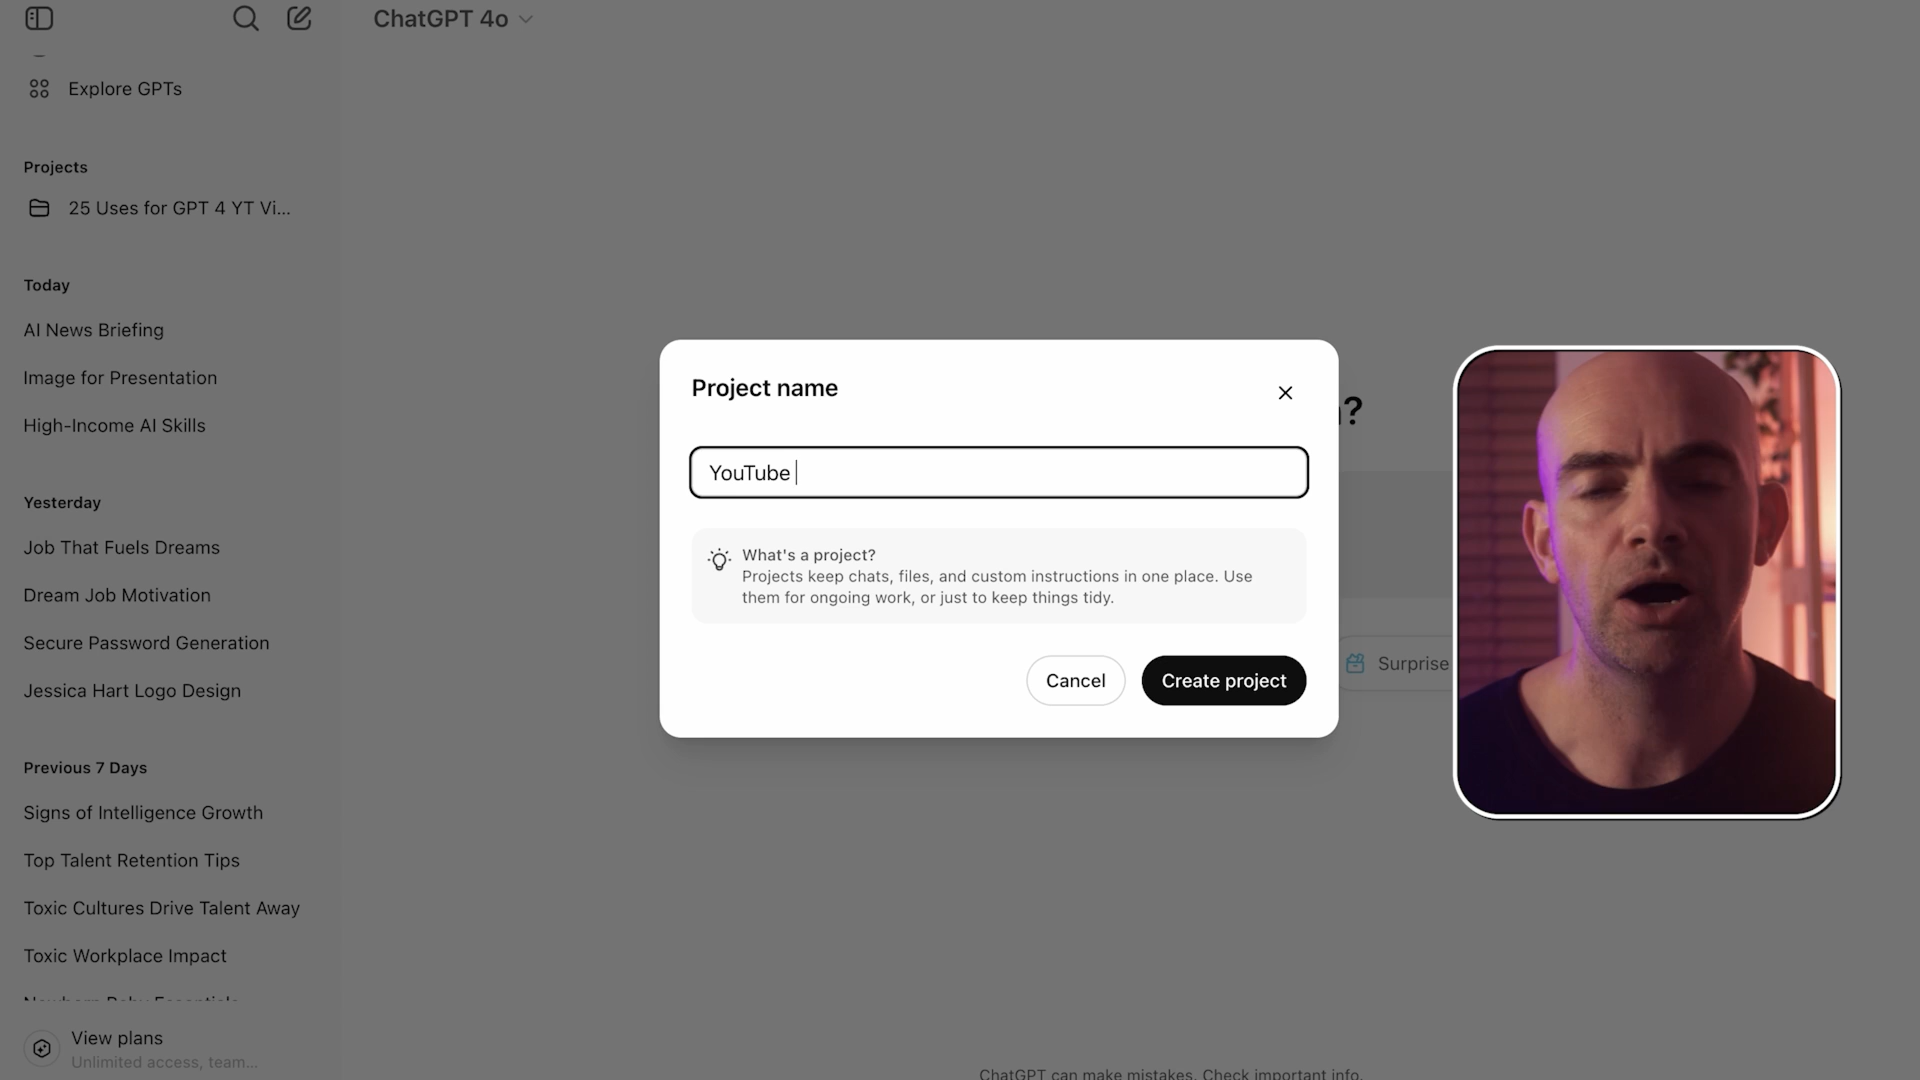 ChatGPT 4o
Explore GPTs
Projects
25 Uses for GPT 4 YT Vi...
Today
AI News Briefing
Image for Presentation
High-Income AI Skills
Yesterday
Job That Fuels Dreams
Dream Job Motivation
Secure Password Generation
Jessica Hart Logo Design
Previous 7 Days
Signs of Intelligence Growth
Top Talent Retention Tips
Toxic Cultures Drive Talent Away
Toxic Workplace Impact
Newborn Baby Essentials
View plans
Unlimited access, team...
Project name
?
YouTube
What's a project?
Projects keep chats, files, and custom instructions in one place. Use
them for ongoing work, or just to keep things tidy.
Cancel
Create project
Surprise
ChatGPT can make mistakes. Check important info.